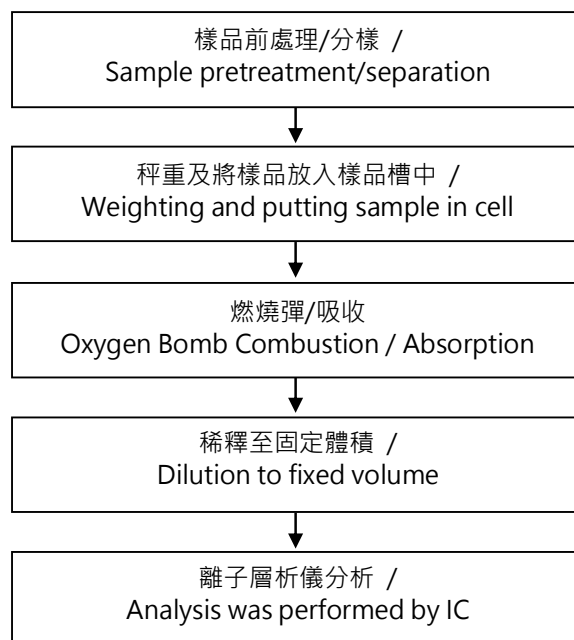 樣品前處理/分樣 /
Sample pretreatment/separation
秤重及將樣品放入樣品槽中 /
Weighting and putting sample in cell
燃燒彈/吸收
Oxygen Bomb Combustion / Absorption
稀釋至固定體積 /
Dilution to fixed volume
離子層析儀分析 /
Analysis was performed by IC